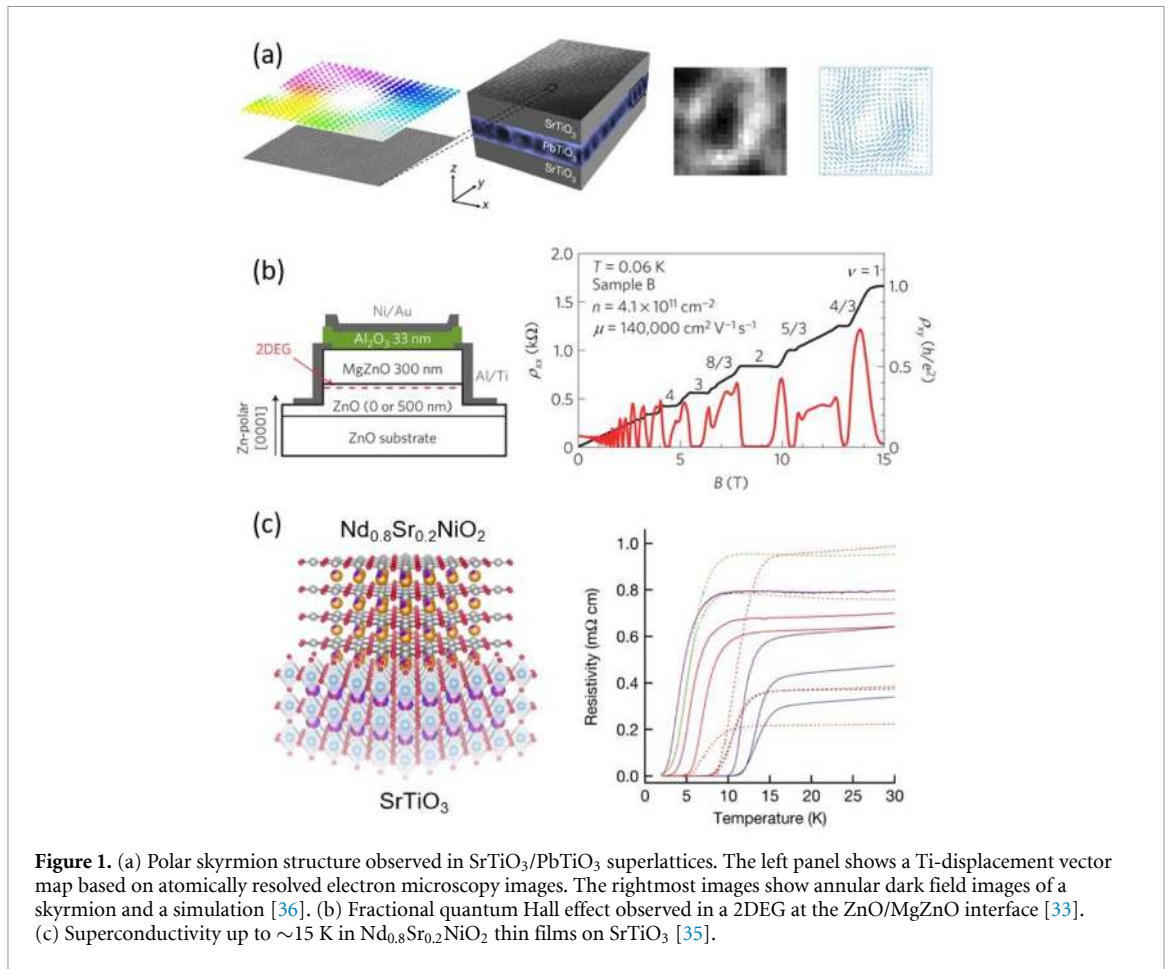 (a)
SrTiO₃
PbTiO₃
SrTiO₃
z
y
x
(b)
Ni/Au
Al₂O₃ 33 nm
2DEG
MgZnO 300 nm
Al/Ti
ZnO (0 or 500 nm)
ZnO substrate
Zn-polar
[0001]
2.0
1.5
1.0
0.5
0
ρxx (kΩ)
T = 0.06 K
Sample B
n = 4.1 × 10¹¹ cm⁻²
μ = 140,000 cm² V⁻¹ s⁻¹
ν = 1
4/3
5/3
2
8/3
3
4
1.0
0.5
0
ρxy (h/e²)
0
5
10
15
B (T)
(c)
Nd₀.₈Sr₀.₂NiO₂
SrTiO₃
1.0
0.8
0.6
0.4
0.2
0.0
Resistivity (mΩ cm)
0
5
10
15
20
25
30
Temperature (K)
Figure 1. (a) Polar skyrmion structure observed in SrTiO₃/PbTiO₃ superlattices. The left panel shows a Ti-displacement vector
map based on atomically resolved electron microscopy images. The rightmost images show annular dark field images of a
skyrmion and a simulation [36]. (b) Fractional quantum Hall effect observed in a 2DEG at the ZnO/MgZnO interface [33].
(c) Superconductivity up to ∼15 K in Nd₀.₈Sr₀.₂NiO₂ thin films on SrTiO₃ [35].